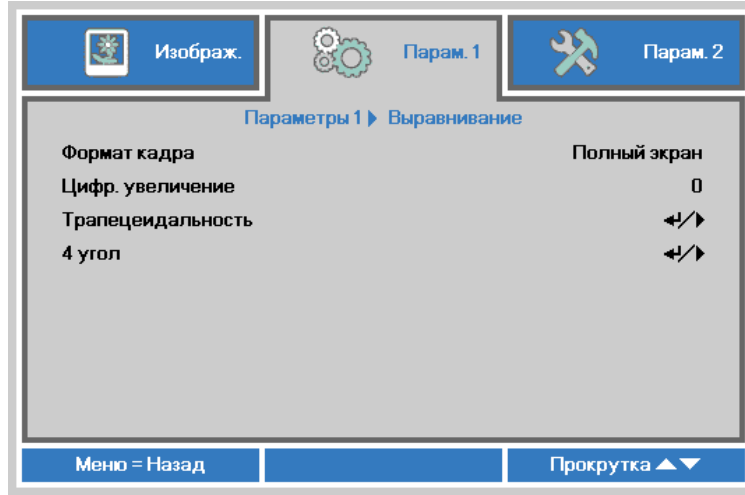 Изображ. Парам. 1 Парам. 2
Параметры 1 Выравнивание
Формат кадра Полный экран
Цифр. увеличение 0
Трапецеидальность ↵/▶
4 угол ↵/▶
Меню = Назад Прокрутка ▲▼